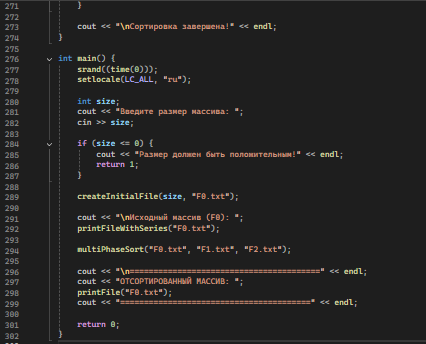 271 }
272
273 cout << "\nСортировка завершена!" << endl;
274 }
275
276 int main() {
277 srand((time(0)));
278 setlocale(LC_ALL, "ru");
279
280 int size;
281 cout << "Введите размер массива: ";
282 cin >> size;
283
284 if (size <= 0) {
285 cout << "Размер должен быть положительным!" << endl;
286 return 1;
287 }
288
289 createInitialFile(size, "F0.txt");
290
291 cout << "\nИсходный массив (F0): ";
292 printFileWithSeries("F0.txt");
293
294 multiPhaseSort("F0.txt", "F1.txt", "F2.txt");
295
296 cout << "\n========================================" << endl;
297 cout << "ОТСОРТИРОВАННЫЙ МАССИВ: ";
298 printFile("F0.txt");
299 cout << "========================================" << endl;
300
301 return 0;
302 }